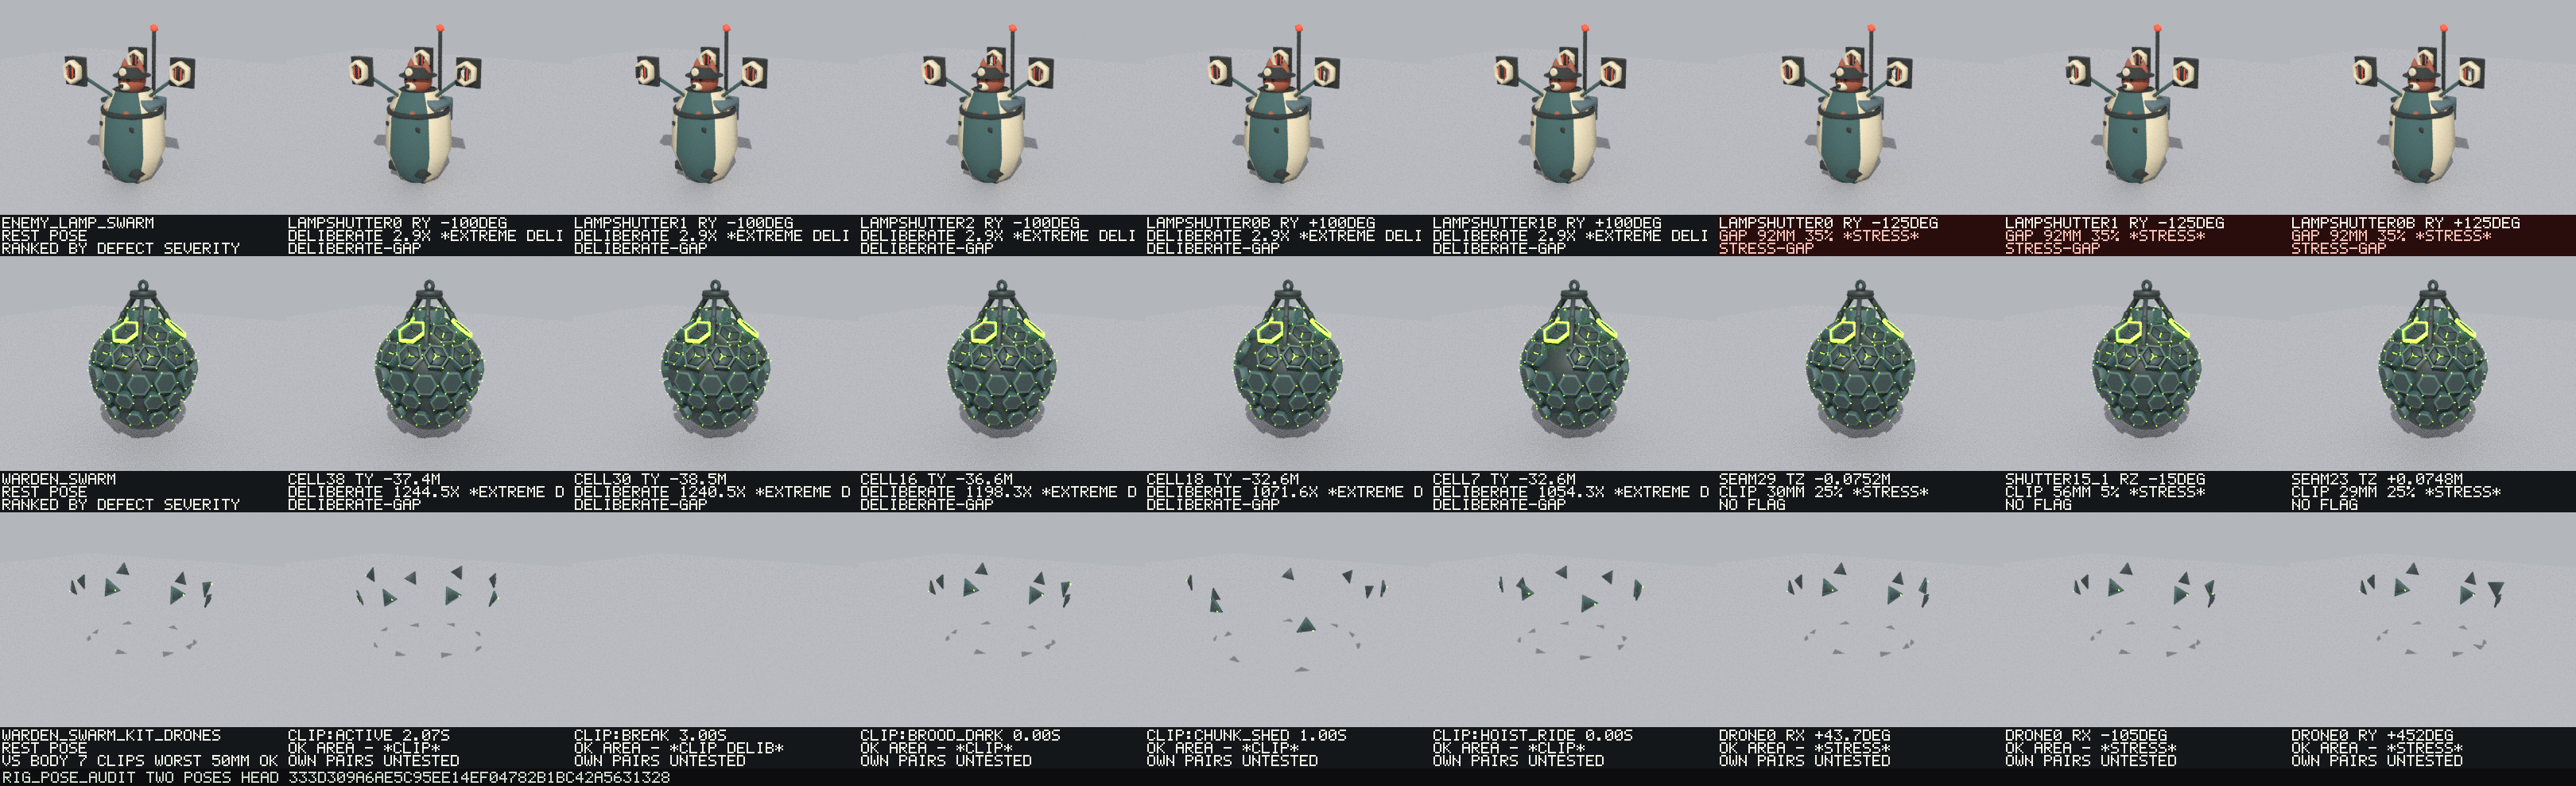 ENEMY_LAMP_SWARM
REST POSE
RANKED BY DEFECT SEVERITY
LAMPSHUTTER0 RY -100DEG
DELIBERATE 2.9X *EXTREME DELI
DELIBERATE-GAP
LAMPSHUTTER1 RY -100DEG
DELIBERATE 2.9X *EXTREME DELI
DELIBERATE-GAP
LAMPSHUTTER2 RY -100DEG
DELIBERATE 2.9X *EXTREME DELI
DELIBERATE-GAP
LAMPSHUTTER0B RY +100DEG
DELIBERATE 2.9X *EXTREME DELI
DELIBERATE-GAP
LAMPSHUTTER1B RY +100DEG
DELIBERATE 2.9X *EXTREME DELI
DELIBERATE-GAP
LAMPSHUTTER0 RY -125DEG
GAP 92MM 35% *STRESS*
STRESS-GAP
LAMPSHUTTER1 RY -125DEG
GAP 92MM 35% *STRESS*
STRESS-GAP
LAMPSHUTTER0B RY +125DEG
GAP 92MM 35% *STRESS*
STRESS-GAP
WARDEN_SWARM
REST POSE
RANKED BY DEFECT SEVERITY
CELL38 TY -37.4M
DELIBERATE 1244.5X *EXTREME D
DELIBERATE-GAP
CELL30 TY -38.5M
DELIBERATE 1240.5X *EXTREME D
DELIBERATE-GAP
CELL16 TY -36.6M
DELIBERATE 1198.3X *EXTREME D
DELIBERATE-GAP
CELL18 TY -32.6M
DELIBERATE 1071.6X *EXTREME D
DELIBERATE-GAP
CELL7 TY -32.6M
DELIBERATE 1054.3X *EXTREME D
DELIBERATE-GAP
SEAM29 TZ -0.0752M
CLIP 30MM 25% *STRESS*
NO FLAG
SHUTTER15_1 RZ -15DEG
CLIP 56MM 5% *STRESS*
NO FLAG
SEAM23 TZ +0.0748M
CLIP 29MM 25% *STRESS*
NO FLAG
WARDEN_SWARM_KIT_DRONES
REST POSE
VS BODY 7 CLIPS WORST 50MM OK
CLIP:ACTIVE 2.07S
OK AREA - *CLIP*
OWN PAIRS UNTESTED
CLIP:BREAK 3.00S
OK AREA - *CLIP DELIB*
OWN PAIRS UNTESTED
CLIP:BROOD_DARK 0.00S
OK AREA - *CLIP*
OWN PAIRS UNTESTED
CLIP:CHUNK_SHED 1.00S
OK AREA - *CLIP*
OWN PAIRS UNTESTED
CLIP:HOIST_RIDE 0.00S
OK AREA - *CLIP*
OWN PAIRS UNTESTED
DRONE0 RX +43.7DEG
OK AREA - *STRESS*
OWN PAIRS UNTESTED
DRONE0 RX -105DEG
OK AREA - *STRESS*
OWN PAIRS UNTESTED
DRONE0 RY +452DEG
OK AREA - *STRESS*
OWN PAIRS UNTESTED
RIG_POSE_AUDIT TWO POSES HEAD 333D309A6AE5C95EE14EF04782B1BC42A5631328